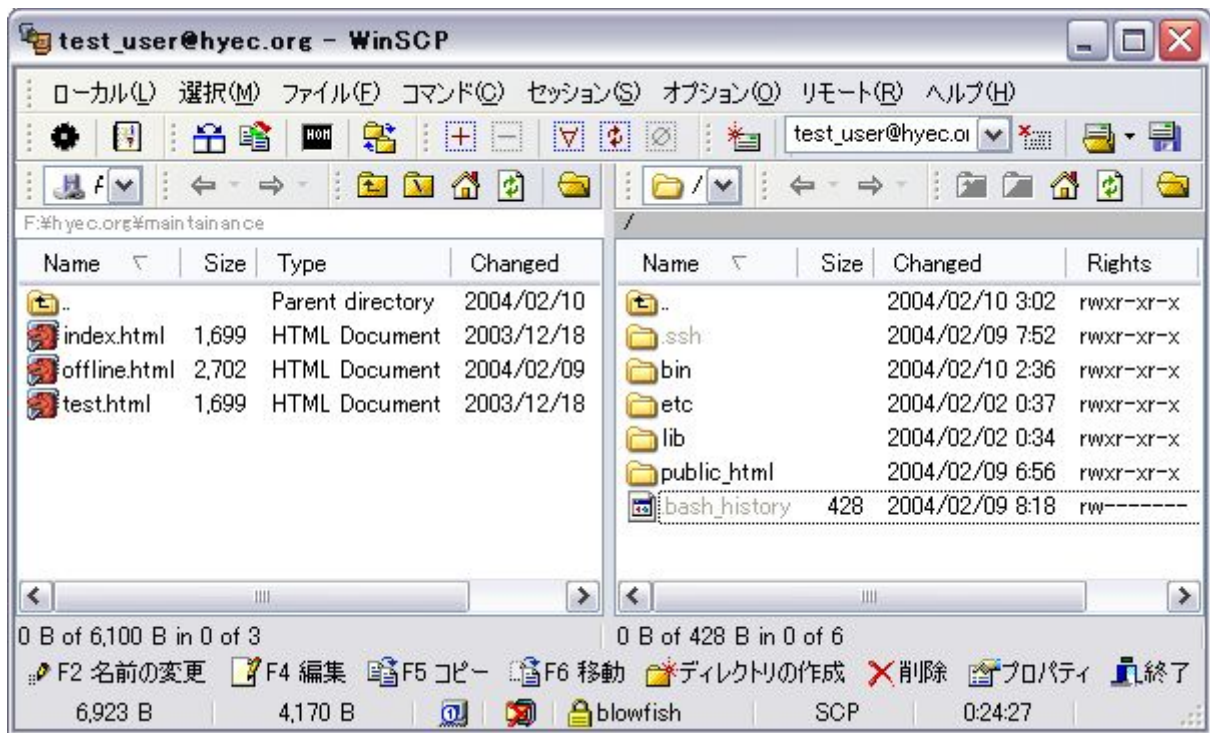 test_user@hyec.org - WinSCP
ローカル(L) 選択(M) ファイル(F) コマンド(C) セッション(S) オプション(O) リモート(R) ヘルプ(H)
test_user@hyec.or
F:¥hyec.org¥maintainance
/
/
Name Size Type Changed
.. Parent directory 2004/02/10
index.html 1,699 HTML Document 2003/12/18
offline.html 2,702 HTML Document 2004/02/09
test.html 1,699 HTML Document 2003/12/18
Name Size Changed Rights
.. 2004/02/10 3:02 rwxr-xr-x
.ssh 2004/02/09 7:52 rwxr-xr-x
bin 2004/02/10 2:36 rwxr-xr-x
etc 2004/02/02 0:37 rwxr-xr-x
lib 2004/02/02 0:34 rwxr-xr-x
public_html 2004/02/09 6:56 rwxr-xr-x
.bash_history 428 2004/02/09 8:18 rw-------
0 B of 6,100 B in 0 of 3
0 B of 428 B in 0 of 6
F2 名前の変更 F4 編集 F5 コピー F6 移動 ディレクトリの作成 削除 プロパティ 終了
6,923 B 4,170 B blowfish SCP 0:24:27